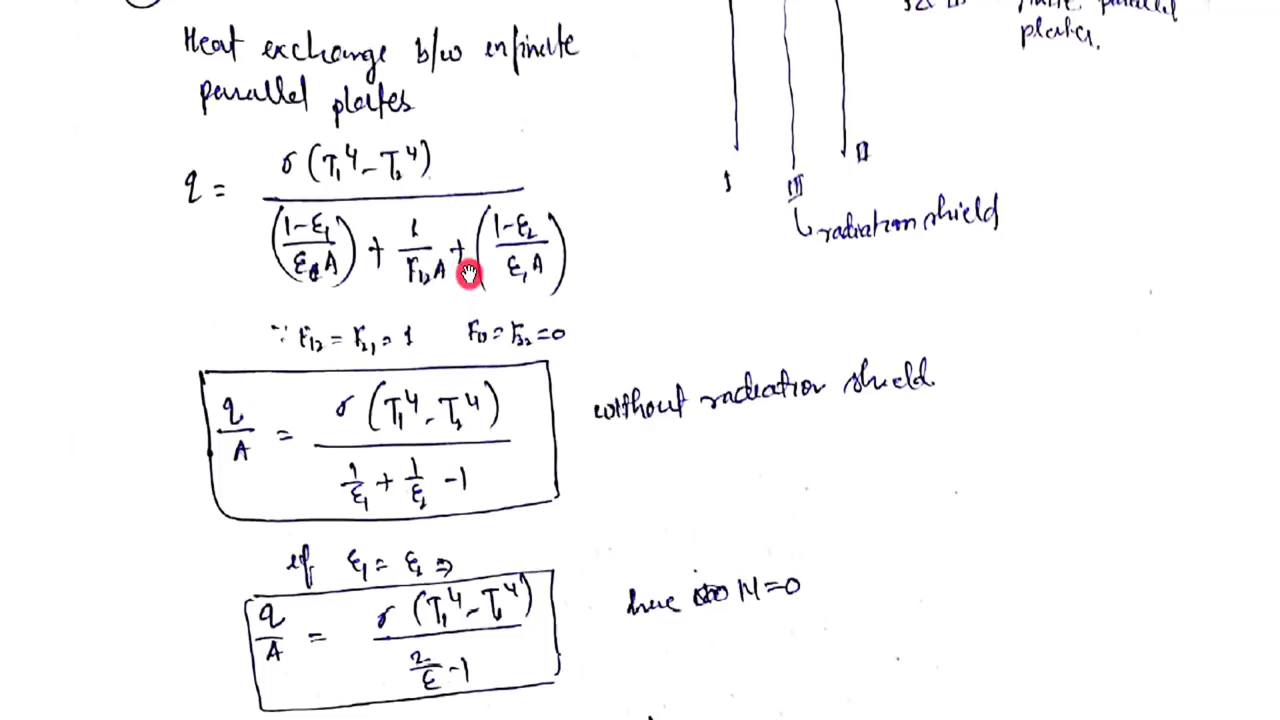 Heat exchange b/w infinite
parallel plates
plates.
q = σ(T₁⁴ - T₂⁴) / ((1-ε₁)/(ε₁A) + 1/(F₁₂A) + (1-ε₂)/(ε₁A))
I
III
II
radiation shield
∵ F₁₂ = F₂₁ = 1 F₁₁ = F₂₂ = 0
q/A = σ(T₁⁴ - T₂⁴) / (1/ε₁ + 1/ε₂ - 1)
without radiation shield
if ε₁ = ε₂ ⇒
q/A = σ(T₁⁴ - T₂⁴) / (2/ε - 1)
here N=0